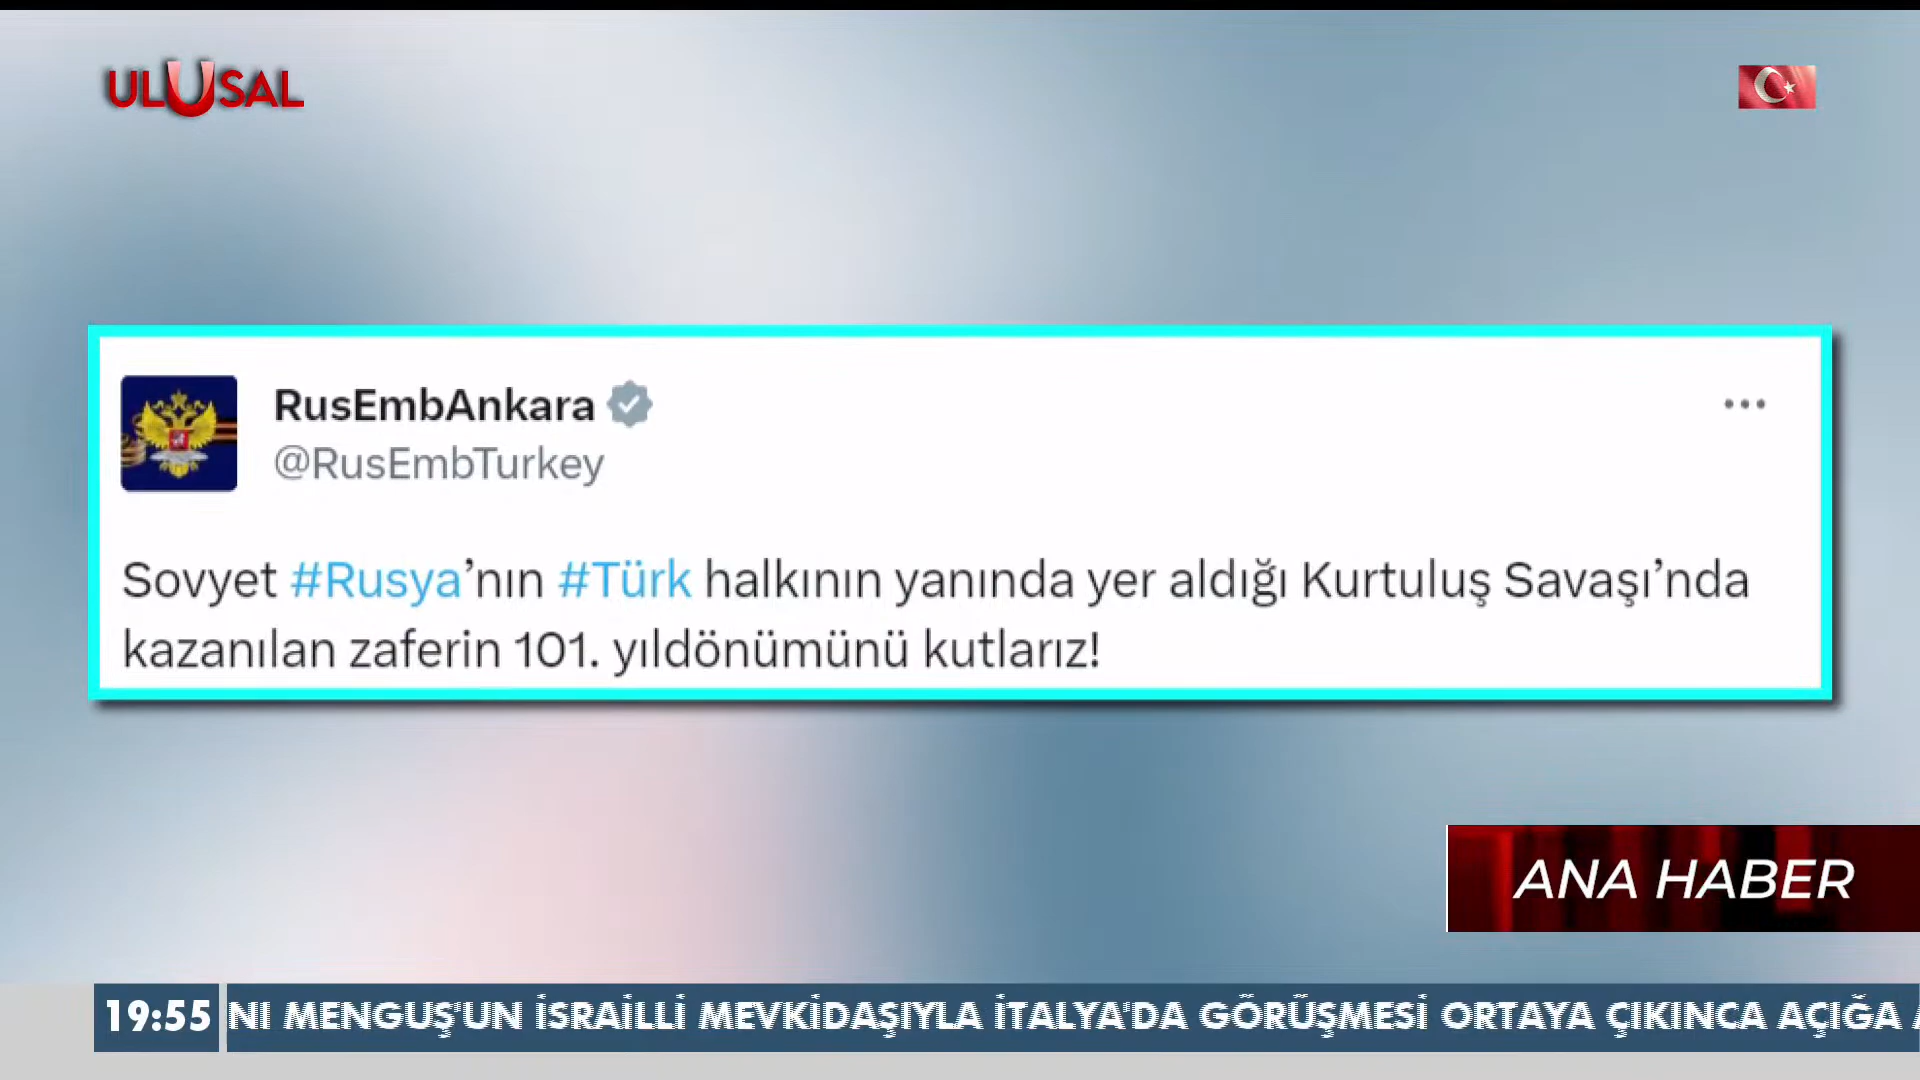 ULUSAL
RusEmbAnkara
@RusEmbTurkey
Sovyet #Rusya’nın #Türk halkının yanında yer aldığı Kurtuluş Savaşı’nda
kazanılan zaferin 101. yıldönümünü kutlarız!
ANA HABER
19:55 NI MENGUŞ'UN İSRAİLLİ MEVKİDAŞIYLA İTALYA'DA GÖRÜŞMESİ ORTAYA ÇIKINCA AÇIĞA